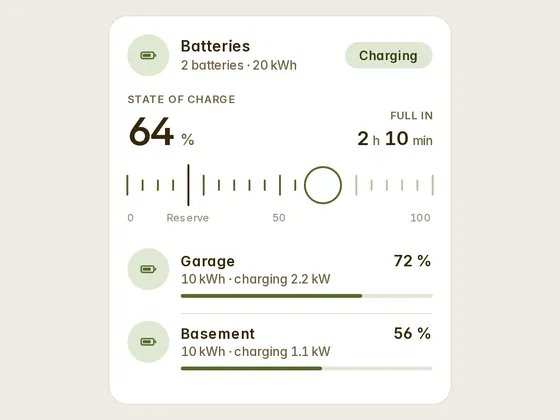 Batteries
2 batteries · 20 kWh
Charging
STATE OF CHARGE
64 %
FULL IN
2 h 10 min
0 Reserve 50 100
Garage
72 %
10 kWh · charging 2.2 kW
Basement
56 %
10 kWh · charging 1.1 kW